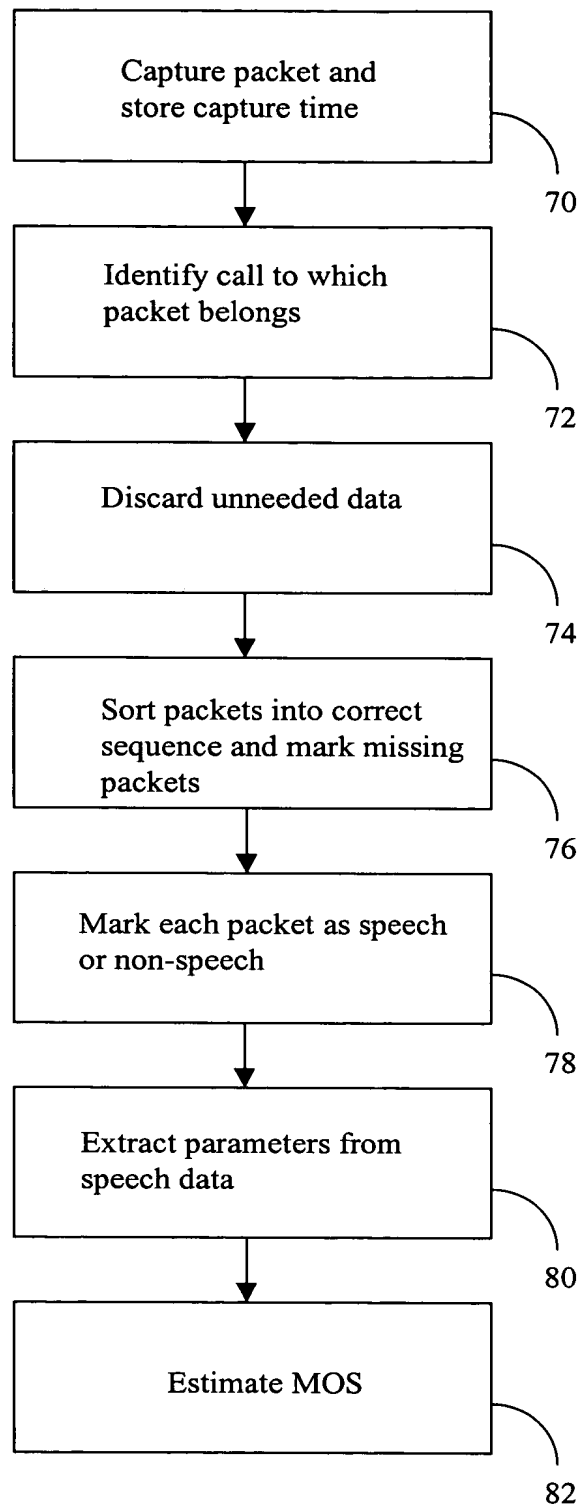 Capture packet and
store capture time
70
Identify call to which
packet belongs
72
Discard unneeded data
74
Sort packets into correct
sequence and mark missing
packets
76
Mark each packet as speech
or non-speech
78
Extract parameters from
speech data
80
Estimate MOS
82